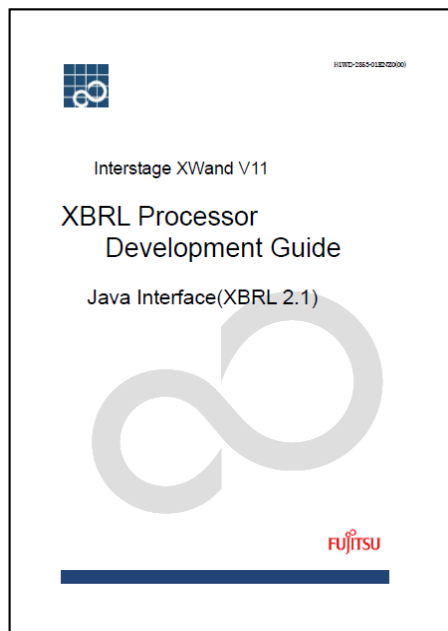 Interstage XWand V11
XBRL Processor
Development Guide
Java Interface(XBRL 2.1)
FUJITSU